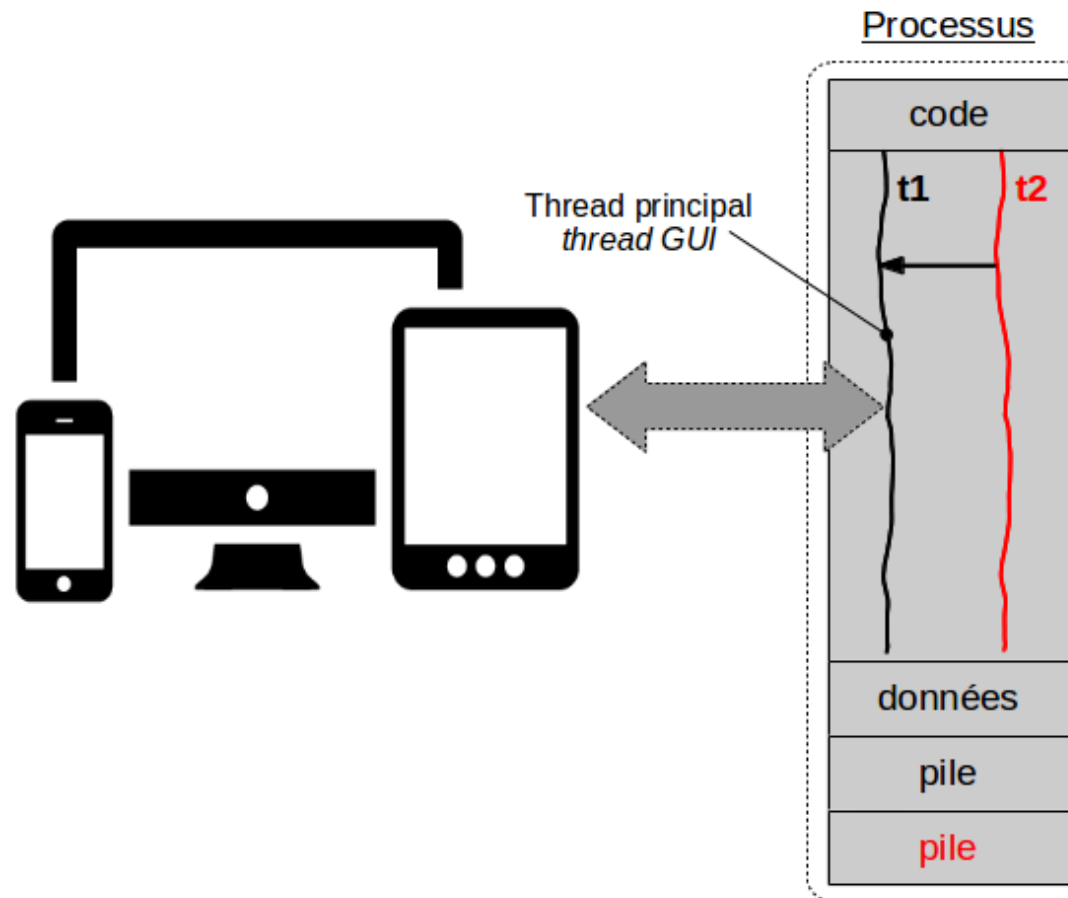 Processus
code
t1 t2
Thread principal
thread GUI
données
pile
pile